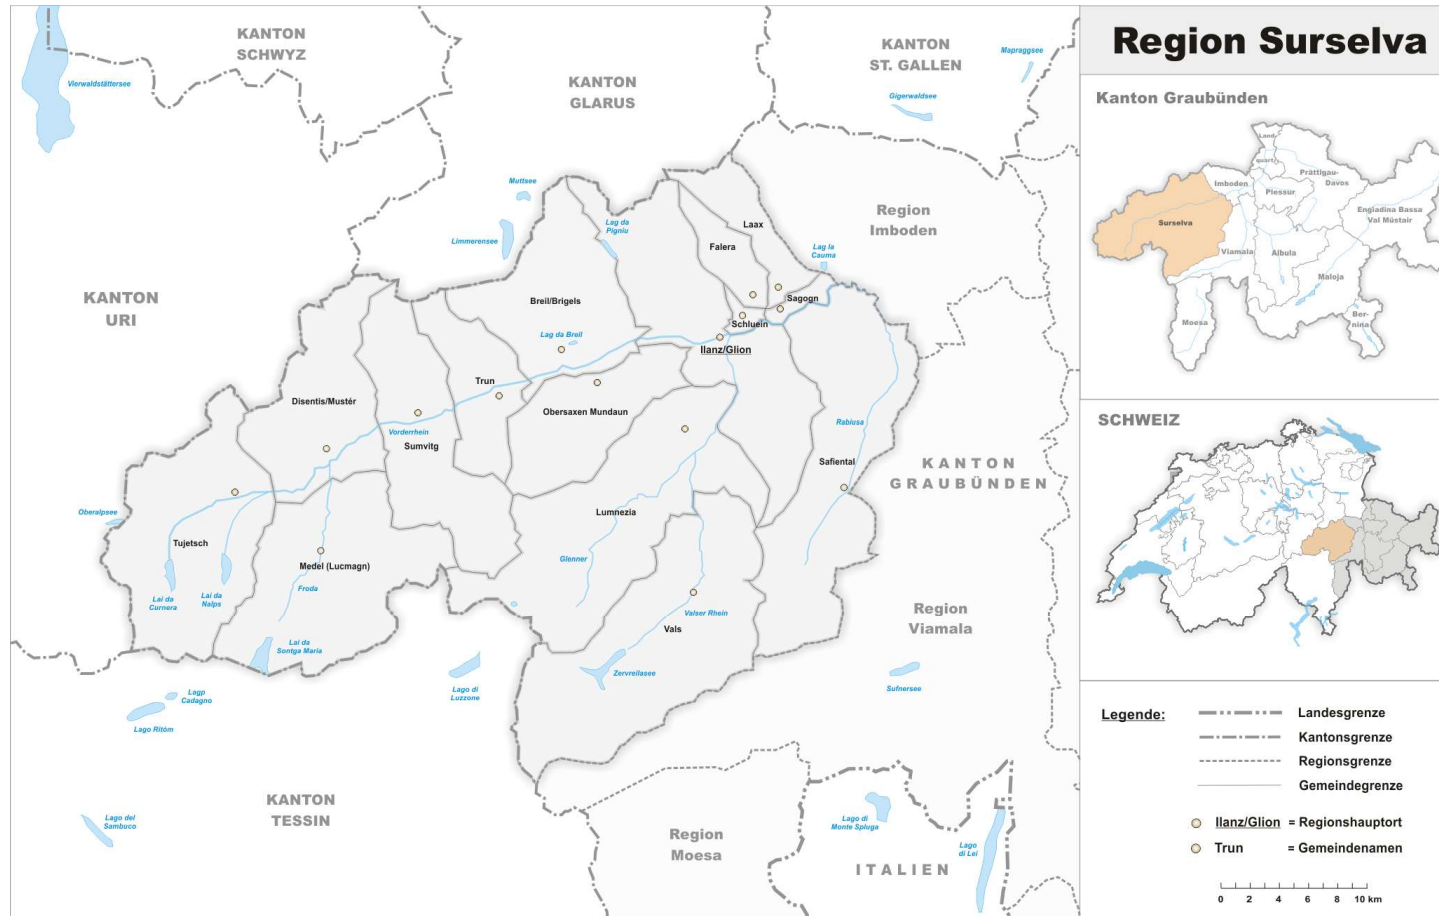 Region Surselva
KANTON
SCHWYZ
KANTON
ST. GALLEN
Mapraggsee
Vierwaldstättersee
KANTON
GLARUS
Gigerwaldsee
Muttsee
Limmerensee
Lag da
Pigniu
Laax
Falera
Region
Imboden
Lag la
Cauma
KANTON
URI
Breil/Brigels
Sagogn
Schluein
Lag da Breil
Ilanz/Glion
Trun
Disentis/Mustér
Obersaxen Mundaun
Vorderrhein
Sumvitg
Rabiusa
Safiental
KANTON
GRAUBÜNDEN
Oberalpsee
Lumnezia
Tujetsch
Glenner
Medel (Lucmagn)
Froda
Lai da
Curnera
Lai da
Nalps
Valser Rhein
Vals
Region
Viamala
Lai da
Sontga Maria
Zervreilasee
Lago di
Luzzone
Sufnersee
Lagp
Cadagno
Lago Ritóm
KANTON
TESSIN
Lago del
Sambuco
Region
Moesa
Lago di
Monte Spluga
Lago
di Lei
ITALIEN
Kanton Graubünden
Land
quart
Prättigau-
Davos
Imboden
Plessur
Engiadina Bassa
Val Müstair
Surselva
Viamala
Albula
Maloja
Moesa
Ber-
nina
SCHWEIZ
Legende:
Landesgrenze
Kantonsgrenze
Regionsgrenze
Gemeindegrenze
Ilanz/Glion = Regionshauptort
Trun = Gemeindenamen
0 2 4 6 8 10 km